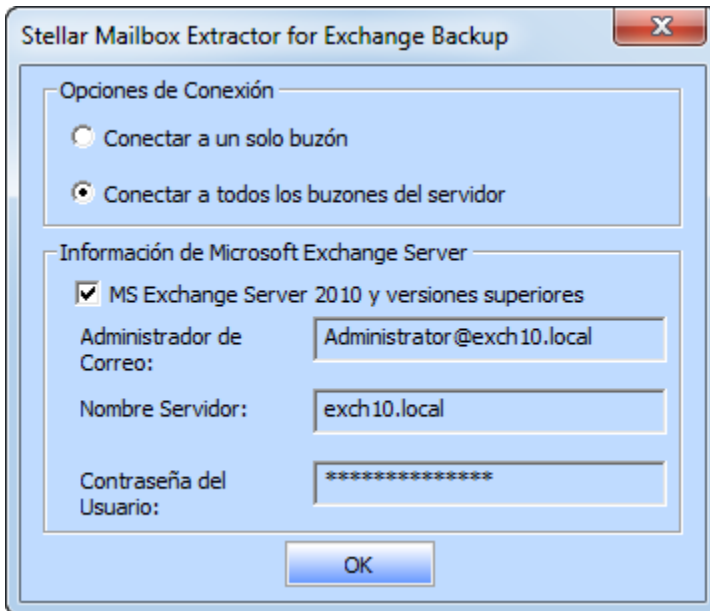 Stellar Mailbox Extractor for Exchange Backup
Opciones de Conexión
Conectar a un solo buzón
Conectar a todos los buzones del servidor
Información de Microsoft Exchange Server
MS Exchange Server 2010 y versiones superiores
Administrador de
Correo:
Administrator@exch10.local
Nombre Servidor:
exch10.local
Contraseña del
Usuario:
**************
OK